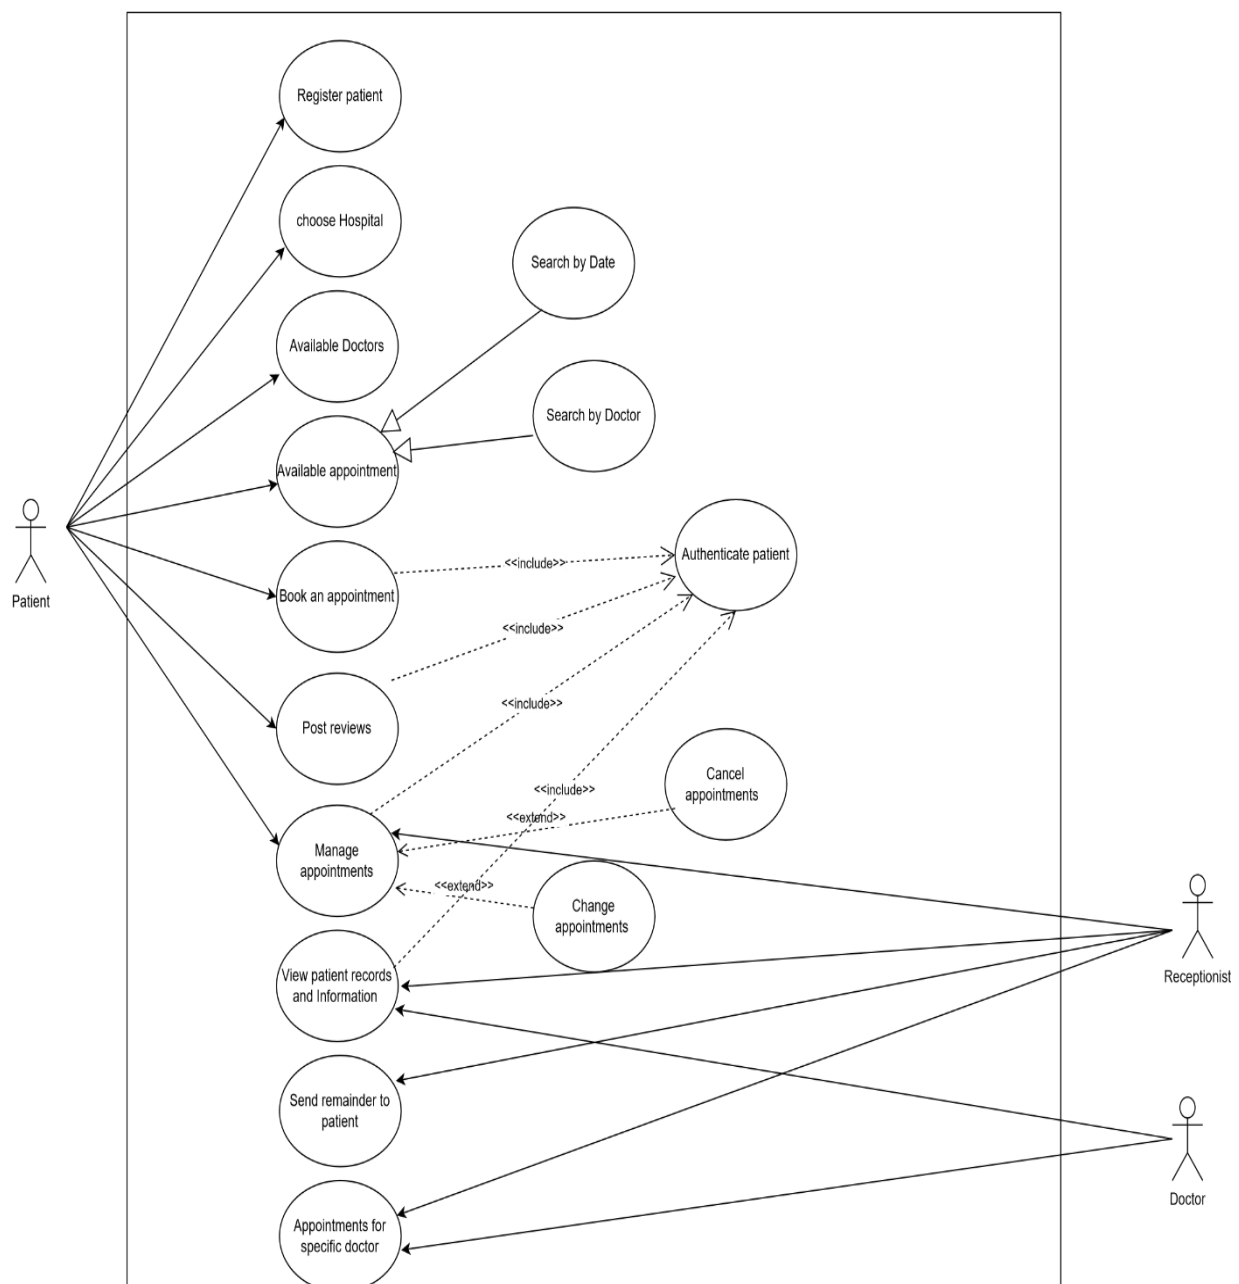 Register patient
choose Hospital
Search by Date
Available Doctors
Search by Doctor
Available appointment
Authenticate patient
<<include>>
Book an appointment
Patient
<<include>>
<<include>>
Post reviews
Cancel
appointments
<<include>>
<<extend>>
Manage
appointments
<<extend>>
Change
appointments
View patient records
and Information
Receptionist
Send remainder to
patient
Doctor
Appointments for
specific doctor